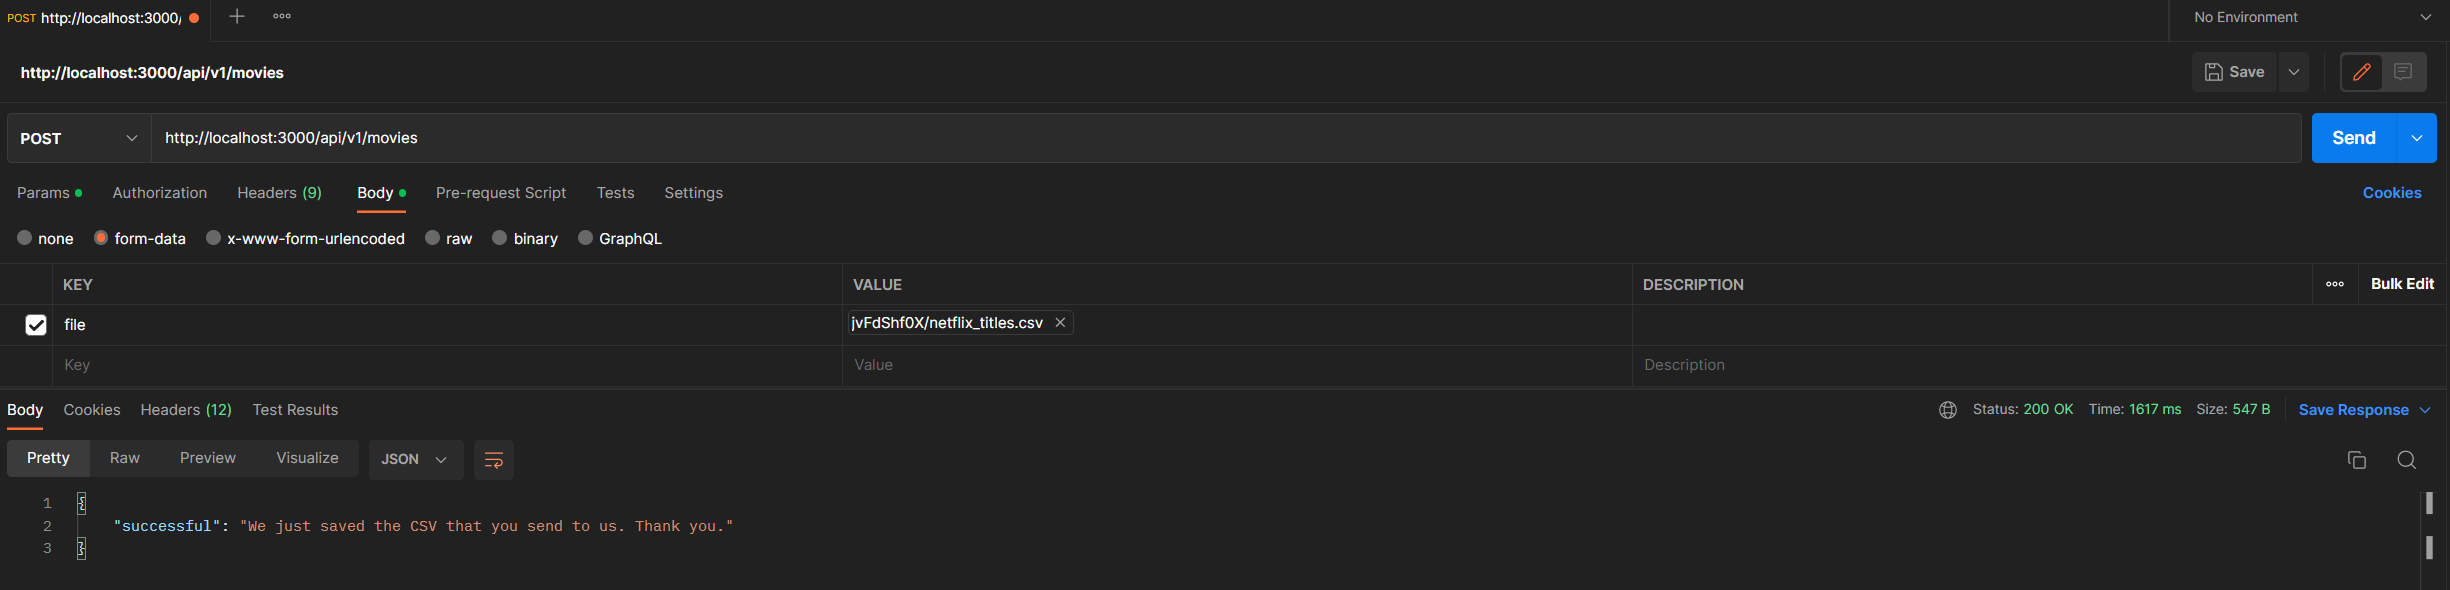 POST http://localhost:3000/ No Environment
http://localhost:3000/api/v1/movies Save
POST http://localhost:3000/api/v1/movies Send
Params Authorization Headers (9) Body Pre-request Script Tests Settings Cookies
none form-data x-www-form-urlencoded raw binary GraphQL
KEY VALUE DESCRIPTION Bulk Edit
file jvFdShf0X/netflix_titles.csv
Key Value Description
Body Cookies Headers (12) Test Results Status: 200 OK Time: 1617 ms Size: 547 B Save Response
Pretty Raw Preview Visualize JSON
1 {
2 "successful": "We just saved the CSV that you send to us. Thank you."
3 }